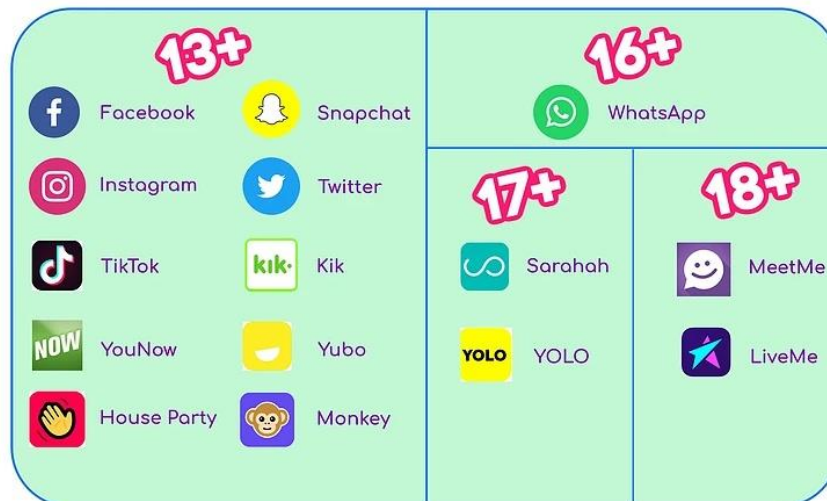 13+
Facebook
Snapchat
Instagram
Twitter
TikTok
kik.
Kik
NOW
YouNow
Yubo
House Party
Monkey
16+
WhatsApp
17+
Sarahah
YOLO
YOLO
18+
MeetMe
LiveMe